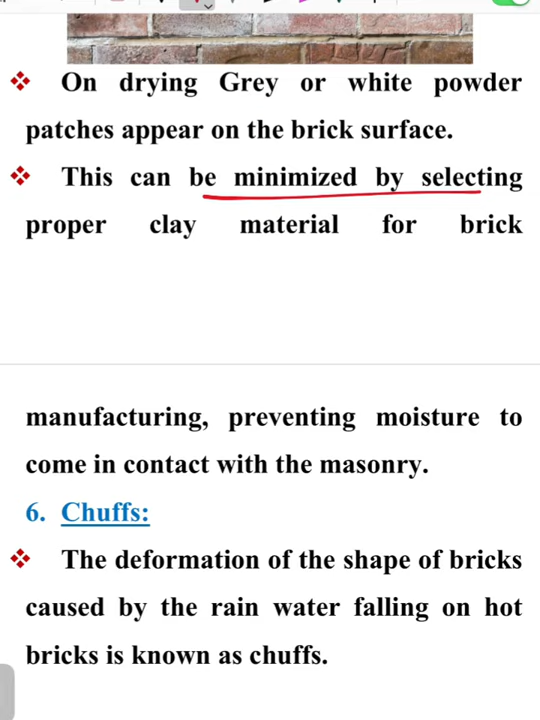 On drying Grey or white powder
patches appear on the brick surface.
This can be minimized by selecting
proper clay material for brick
manufacturing, preventing moisture to
come in contact with the masonry.
6. Chuffs:
The deformation of the shape of bricks
caused by the rain water falling on hot
bricks is known as chuffs.